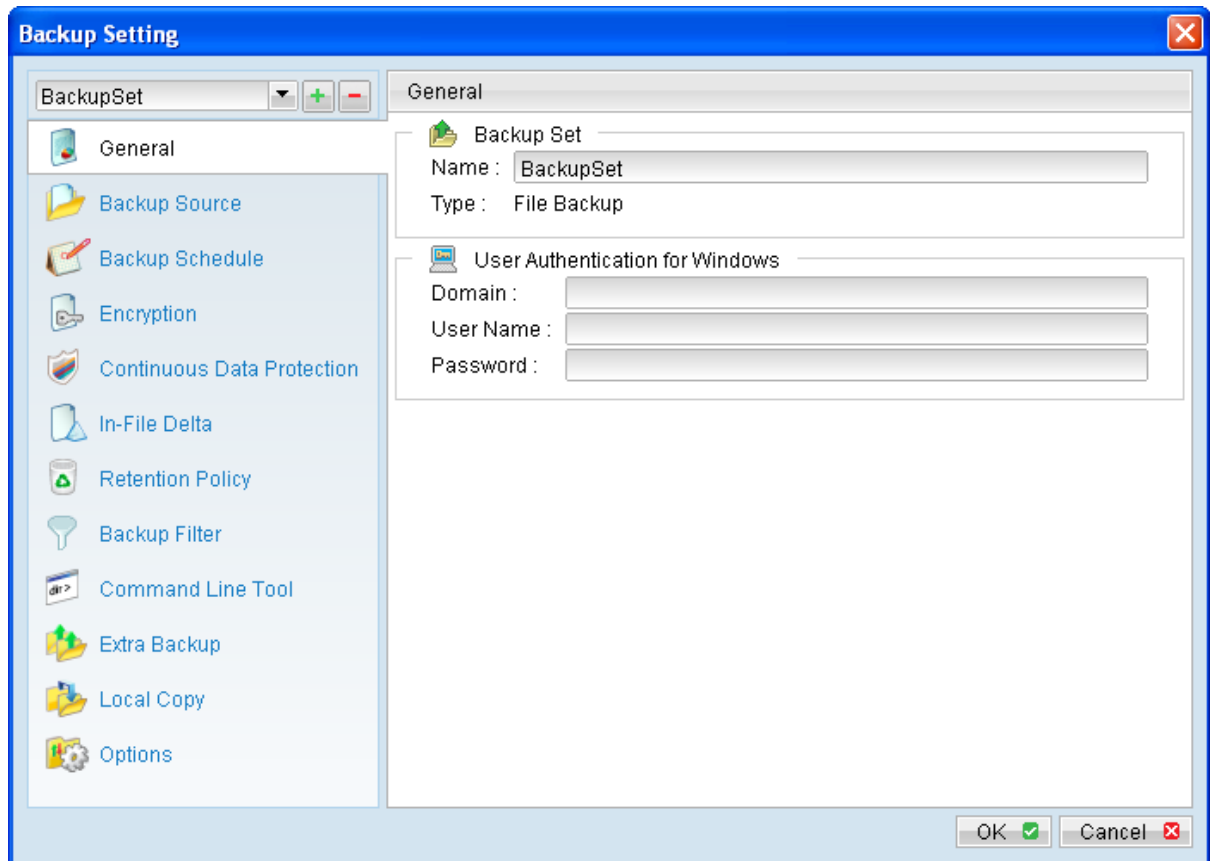 Backup Setting
BackupSet
General
Backup Source
Backup Schedule
Encryption
Continuous Data Protection
In-File Delta
Retention Policy
Backup Filter
dir>
Command Line Tool
Extra Backup
Local Copy
Options
General
Backup Set
Name : BackupSet
Type : File Backup
User Authentication for Windows
Domain :
User Name :
Password :
OK
Cancel